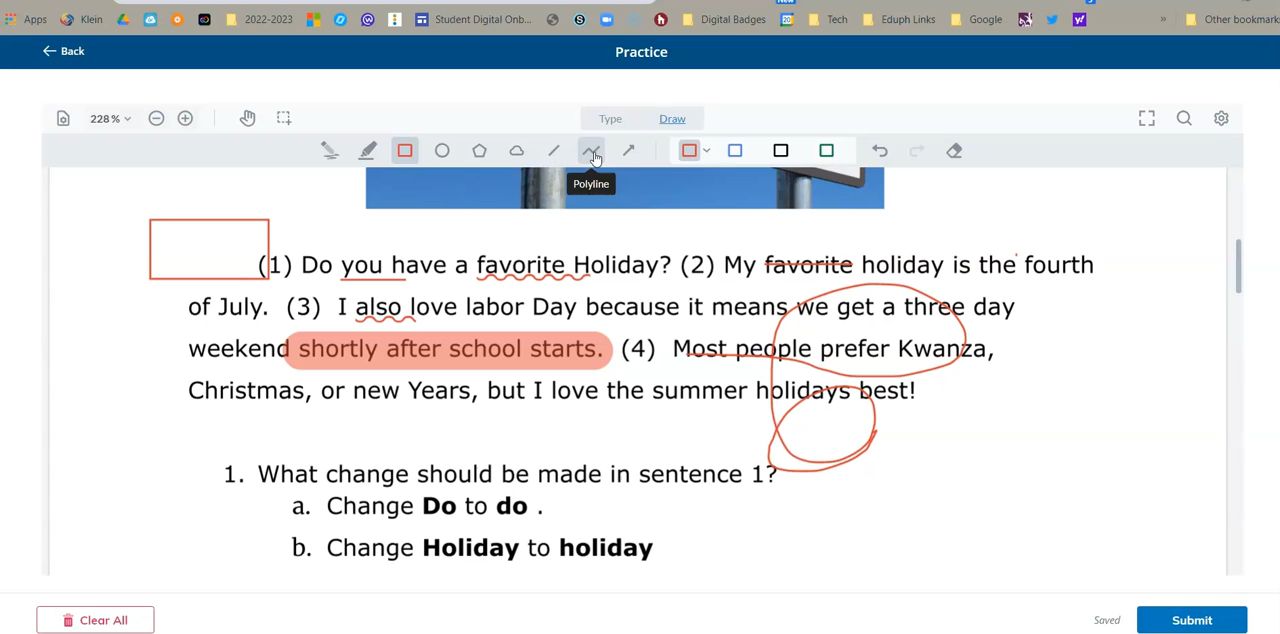 Apps Klein 2022-2023 Student Digital Onb... Digital Badges Tech Eduph Links Google » Other bookmark
New
Back
Practice
228% Type Draw
Polyline
(1) Do you have a favorite Holiday? (2) My favorite holiday is the fourth
of July. (3) I also love labor Day because it means we get a three day
weekend shortly after school starts. (4) Most people prefer Kwanza,
Christmas, or new Years, but I love the summer holidays best!
1. What change should be made in sentence 1?
a. Change Do to do .
b. Change Holiday to holiday
Clear All Saved Submit